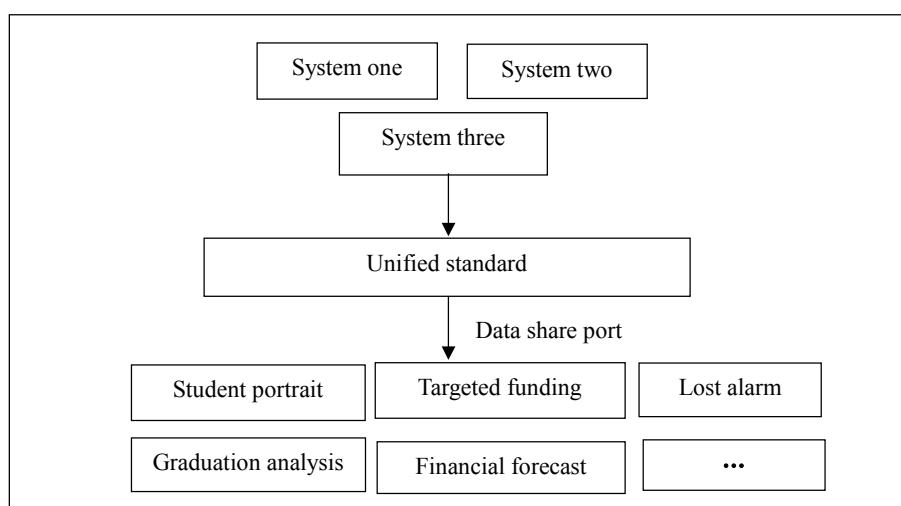 System one
System two
System three
Unified standard
Data share port
Student portrait
Targeted funding
Lost alarm
Graduation analysis
Financial forecast
...